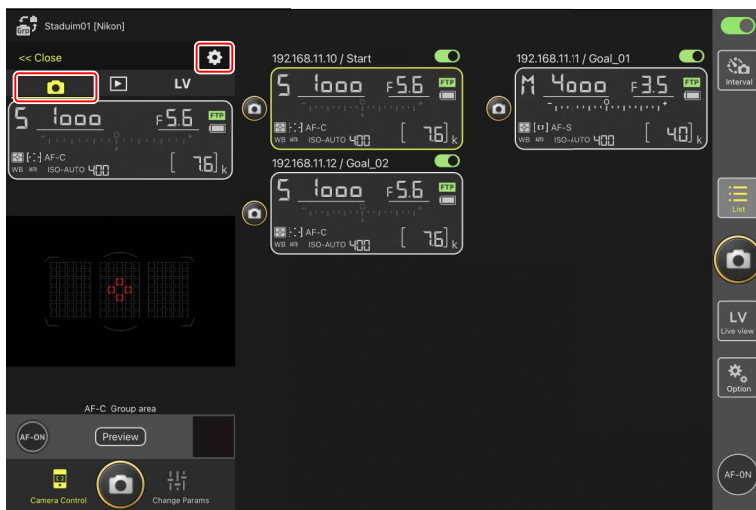 Grp
Staduim01 [Nikon]
<< Close
LV
S 1000 F5.6 FTP
AF-C
WB ISO-AUTO 400 [ 7.6] k
AF-C Group area
AF-ON
Preview
Camera Control
Change Params
192.168.11.10 / Start
S 1000 F5.6 FTP
AF-C
WB ISO-AUTO 400 [ 7.6] k
192.168.11.11 / Goal_01
M 4000 F3.5 FTP
AF-S
WB ISO-AUTO 400 [ 4.0] k
192.168.11.12 / Goal_02
S 1000 F5.6 FTP
AF-C
WB ISO-AUTO 400 [ 7.6] k
Interval
List
LV
Live view
Option
AF-ON